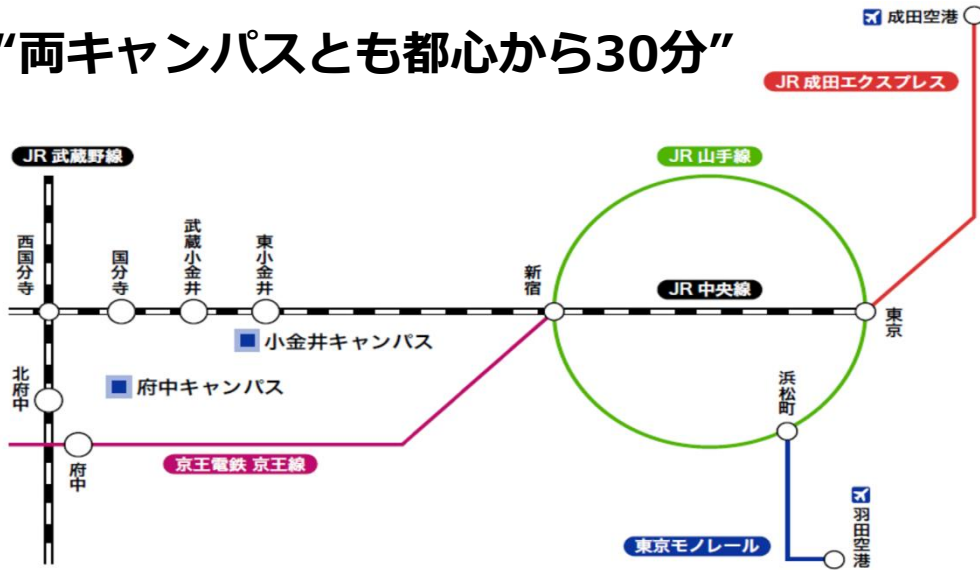 成田空港
“両キャンパスとも都心から30分”
JR 成田エクスプレス
JR 武蔵野線
JR 山手線
西国分寺
国分寺
武蔵小金井
東小金井
新宿
JR 中央線
東京
小金井キャンパス
北府中
府中キャンパス
浜松町
府中
京王電鉄 京王線
羽田空港
東京モノレール